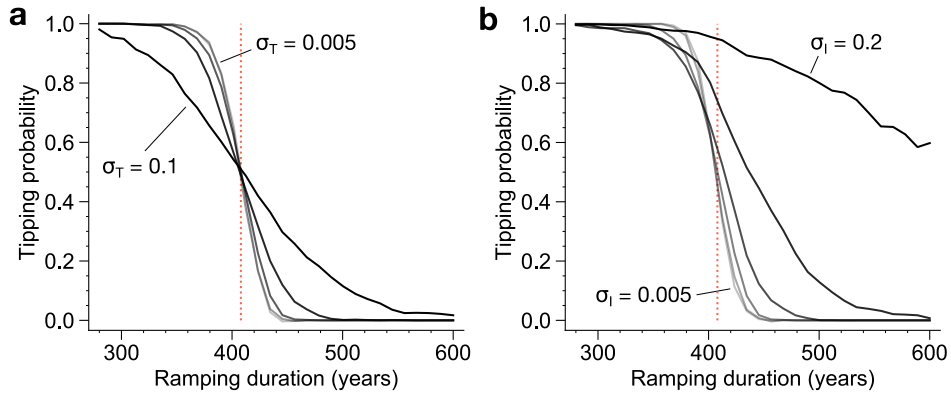 a
1.0
0.8
0.6
0.4
0.2
0.0
Tipping probability
σT = 0.005
σT = 0.1
300
400
500
600
Ramping duration (years)
b
1.0
0.8
0.6
0.4
0.2
0.0
Tipping probability
σI = 0.2
σI = 0.005
300
400
500
600
Ramping duration (years)